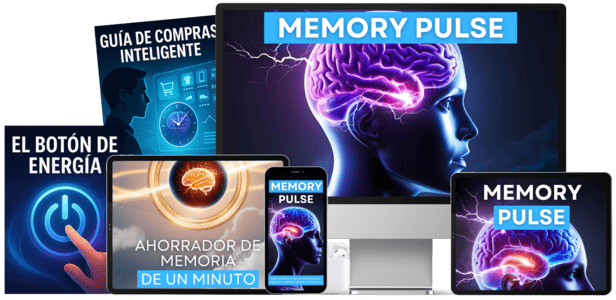 GUÍA DE COMPRAS
INTELIGENTE
MEMORY PULSE
EL BOTÓN DE
ENERGÍA
AHORRADOR DE
MEMORIA
DE UN MINUTO
MEMORY
PULSE
MEMORY
PULSE